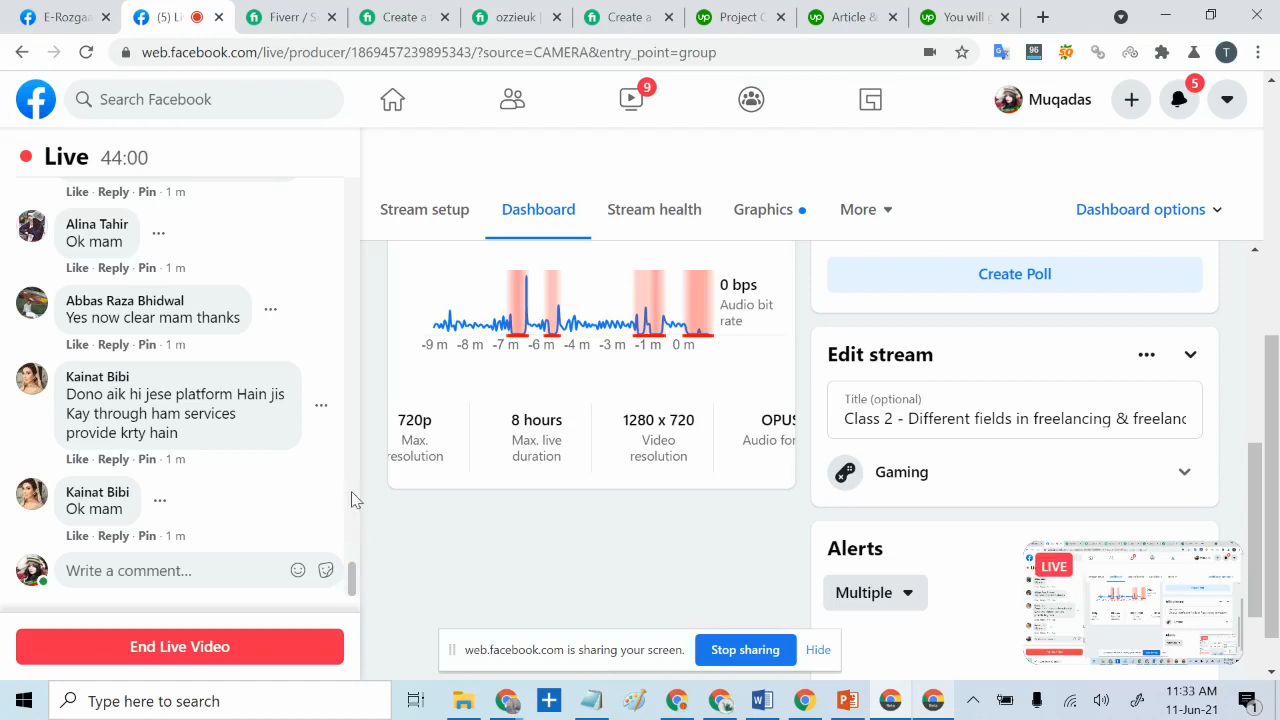 E-Rozgar
(5) Li
Fiverr / S
Create a
ozzieuk
Create a
Project C
Article &
You will
web.facebook.com/live/producer/1869457239895343/?source=CAMERA&entry_point=group
96
T
Search Facebook
9
Muqadas
5
Live 44:00
Like · Reply · Pin · 1 m
Alina Tahir
Ok mam
Like · Reply · Pin · 1 m
Abbas Raza Bhidwal
Yes now clear mam thanks
Like · Reply · Pin · 1 m
Kainat Bibi
Dono aik hi jese platform Hain jis
Kay through ham services
provide krty hain
Like · Reply · Pin · 1 m
Kainat Bibi
Ok mam
Like · Reply · Pin · 1 m
Write a comment...
End Live Video
Stream setup Dashboard Stream health Graphics More Dashboard options
0 bps
Audio bit
rate
-9 m -8 m -7 m -6 m -4 m -3 m -1 m 0 m
720p 8 hours 1280 x 720 OPUS
Max. Max. live Video Audio for
resolution duration resolution
Create Poll
Edit stream
Title (optional)
Class 2 - Different fields in freelancing & freelanc
Gaming
Alerts
Multiple
LIVE
web.facebook.com is sharing your screen. Stop sharing Hide
Type here to search
11:33 AM
11-Jun-21
1